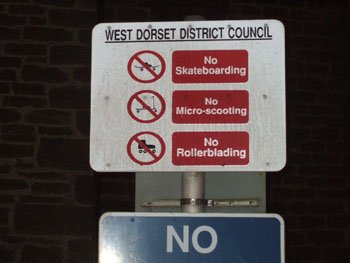 WEST DORSET DISTRICT COUNCIL
No
Skateboarding
No
Micro-scooting
No
Rollerblading
NO